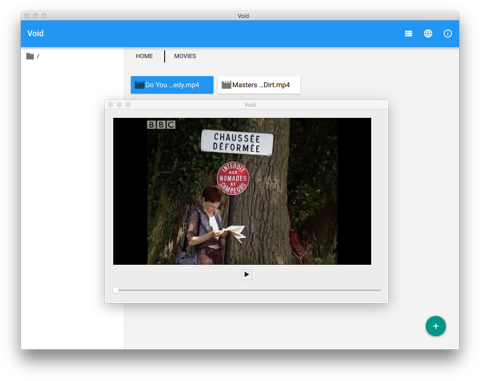 Void
Void
/
HOME
MOVIES
Do You ...edy.mp4
Masters ...Dirt.mp4
Void
BBC
CHAUSSÉE
DÉFORMÉE
INTERDIT
AUX
NOMADES
ET
CAMPEURS